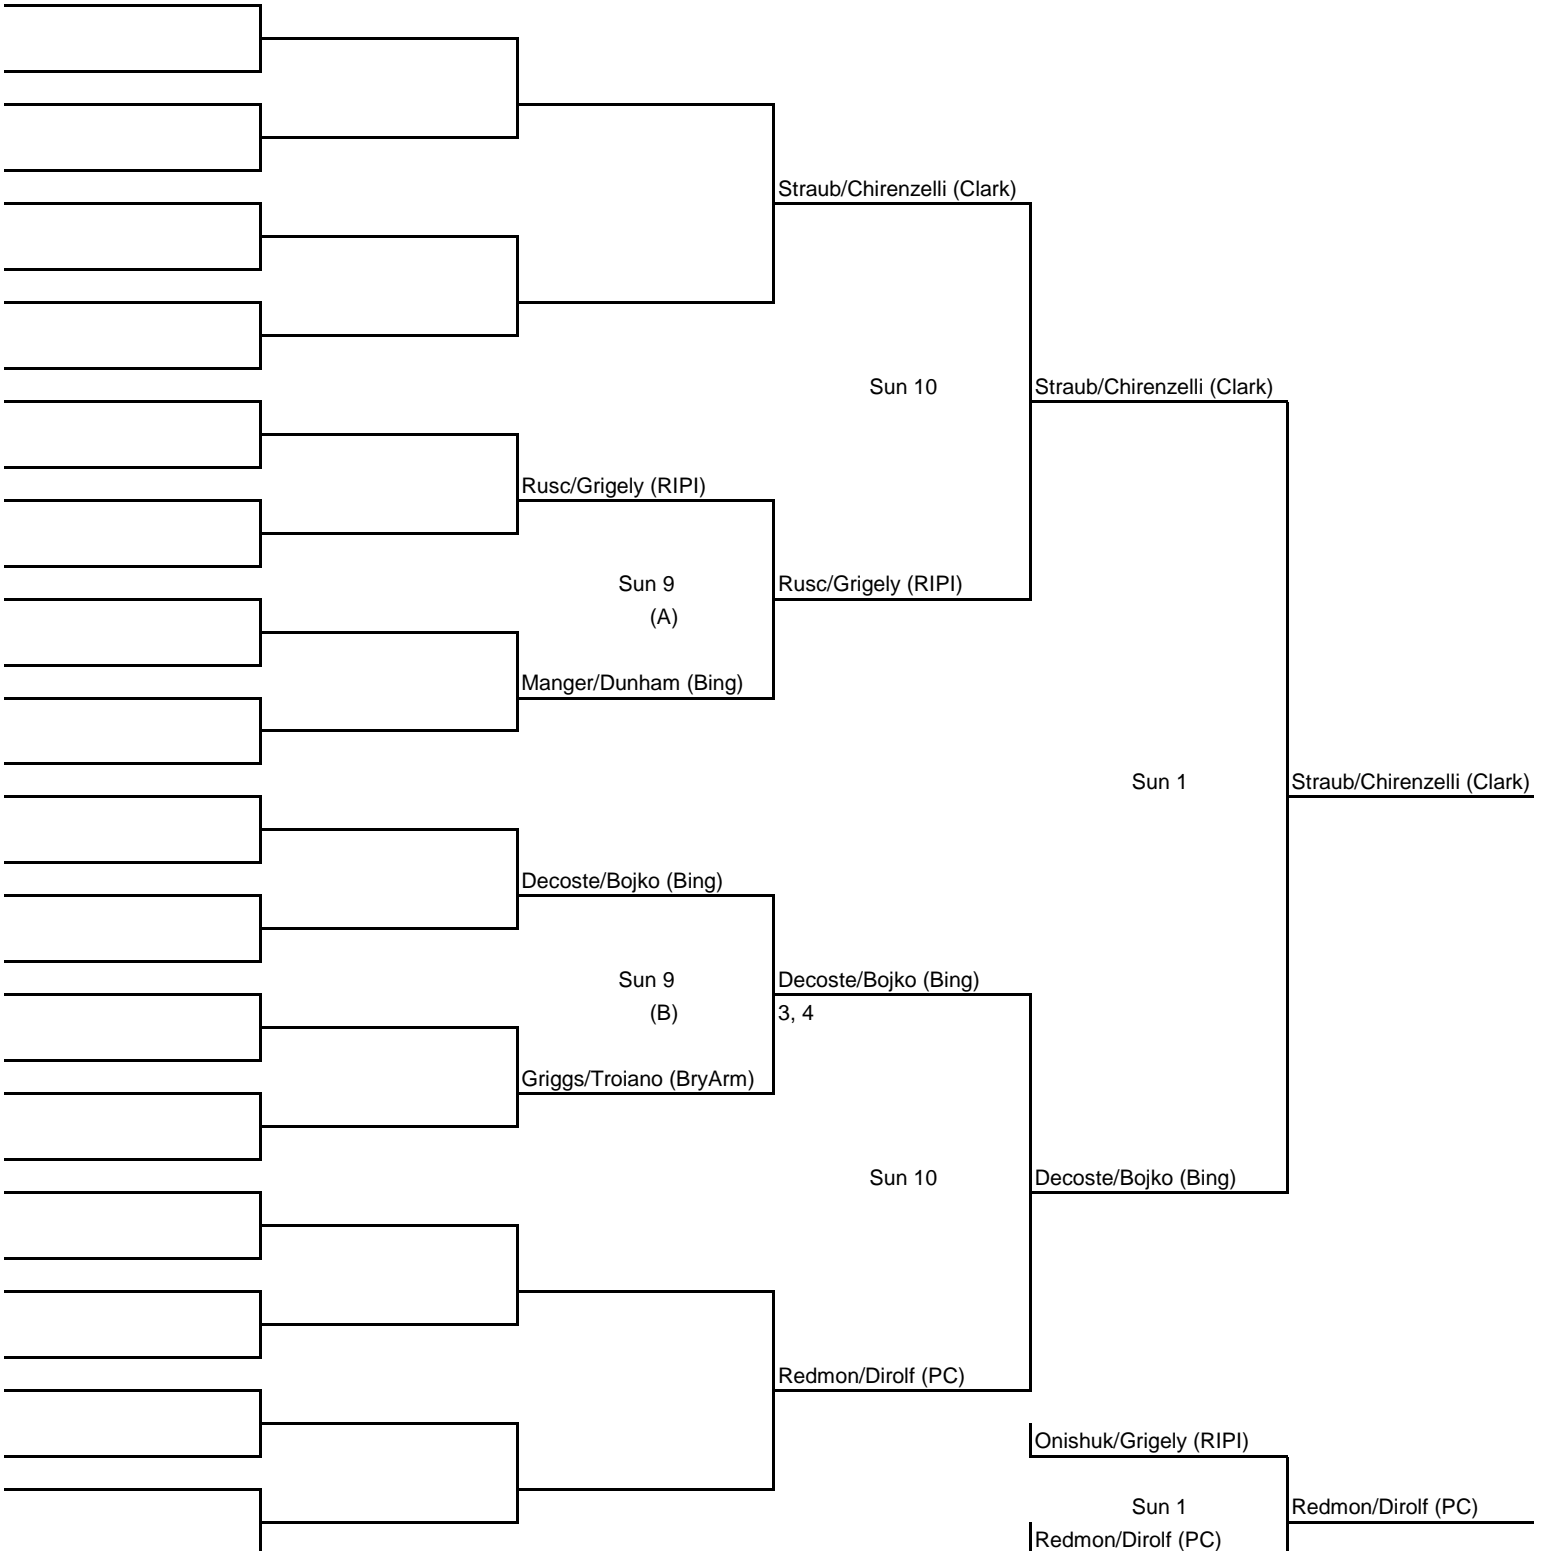 Straub/Chirenzelli (Clark)
Sun 10
Straub/Chirenzelli (Clark)
Rusc/Grigely (RIPI)
Sun 9
Rusc/Grigely (RIPI)
(A)
Manger/Dunham (Bing)
Sun 1
Straub/Chirenzelli (Clark)
Decoste/Bojko (Bing)
Sun 9
Decoste/Bojko (Bing)
(B)
3, 4
Griggs/Troiano (BryArm)
Sun 10
Decoste/Bojko (Bing)
Redmon/Dirolf (PC)
Onishuk/Grigely (RIPI)
Sun 1
Redmon/Dirolf (PC)
Redmon/Dirolf (PC)